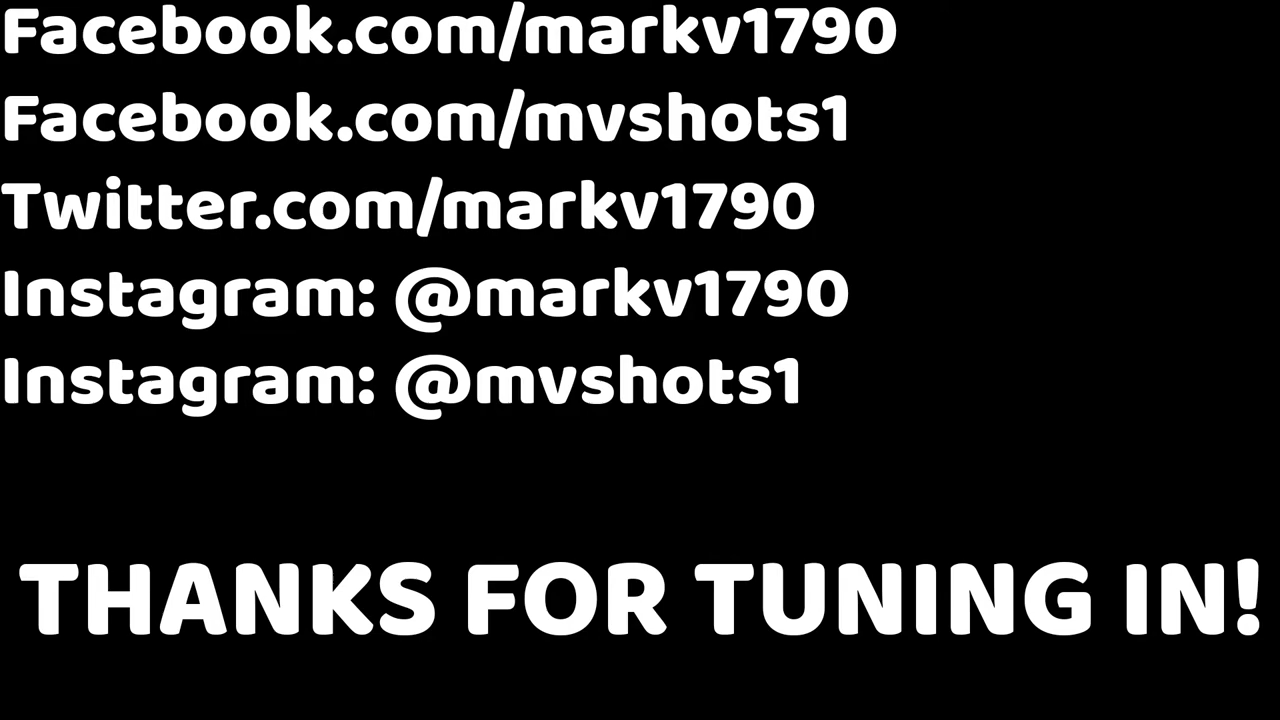 Facebook.com/markv1790
Facebook.com/mvshots1
Twitter.com/markv1790
Instagram: @markv1790
Instagram: @mvshots1
THANKS FOR TUNING IN!